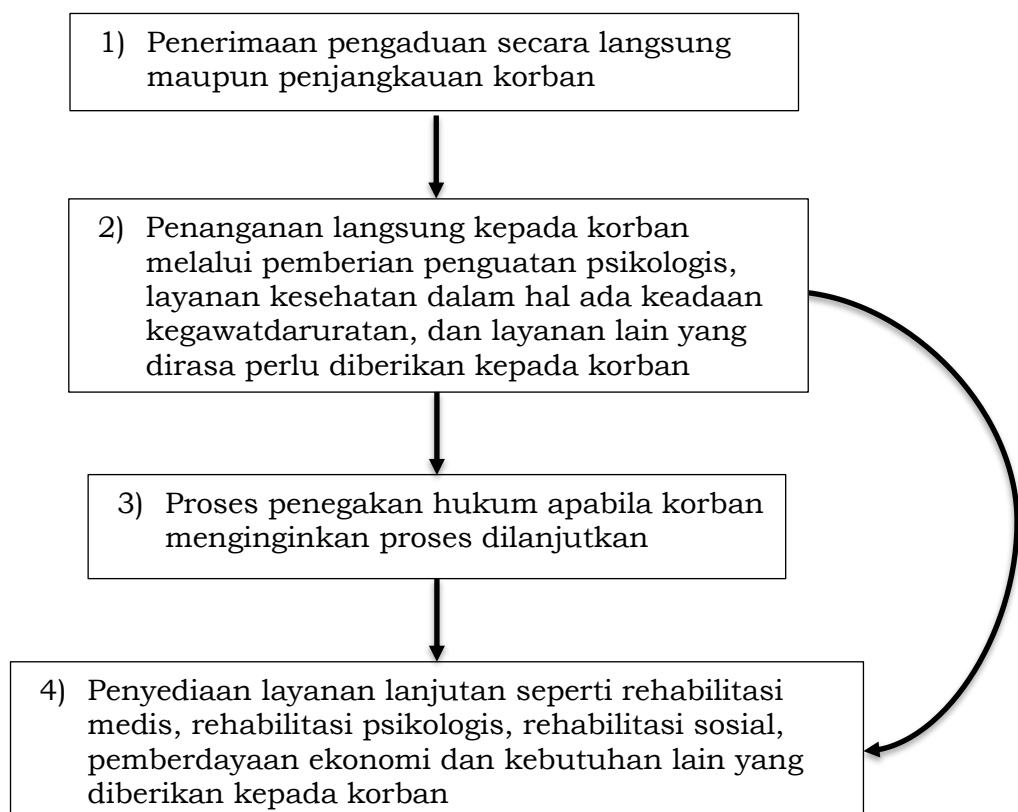 1) Penerimaan pengaduan secara langsung
maupun penjangkauan korban
2) Penanganan langsung kepada korban
melalui pemberian penguatan psikologis,
layanan kesehatan dalam hal ada keadaan
kegawatdaruratan, dan layanan lain yang
dirasa perlu diberikan kepada korban
3) Proses penegakan hukum apabila korban
menginginkan proses dilanjutkan
4) Penyediaan layanan lanjutan seperti rehabilitasi
medis, rehabilitasi psikologis, rehabilitasi sosial,
pemberdayaan ekonomi dan kebutuhan lain yang
diberikan kepada korban